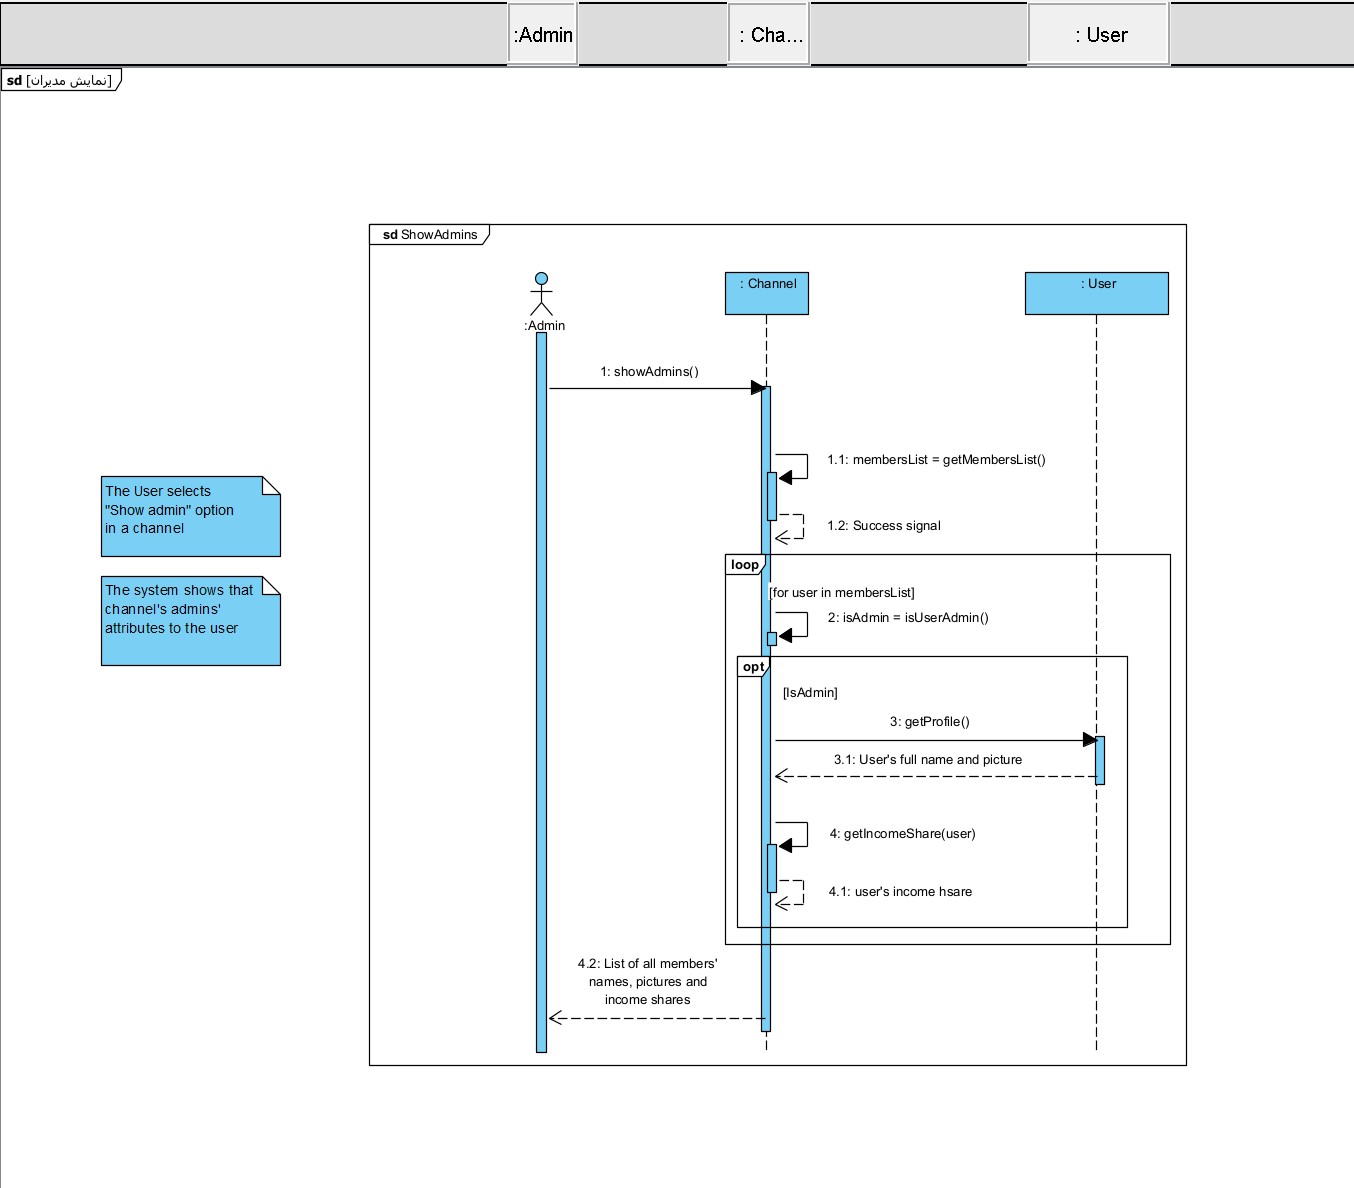 :Admin
: Cha...
: User
sd [نمایش مدیران]
sd ShowAdmins
:Admin
: Channel
: User
1: showAdmins()
1.1: membersList = getMembersList()
The User selects
"Show admin" option
in a channel
1.2: Success signal
loop
[for user in membersList]
The system shows that
channel's admins'
attributes to the user
2: isAdmin = isUserAdmin()
opt
[IsAdmin]
3: getProfile()
3.1: User's full name and picture
4: getIncomeShare(user)
4.1: user's income hsare
4.2: List of all members'
names, pictures and
income shares